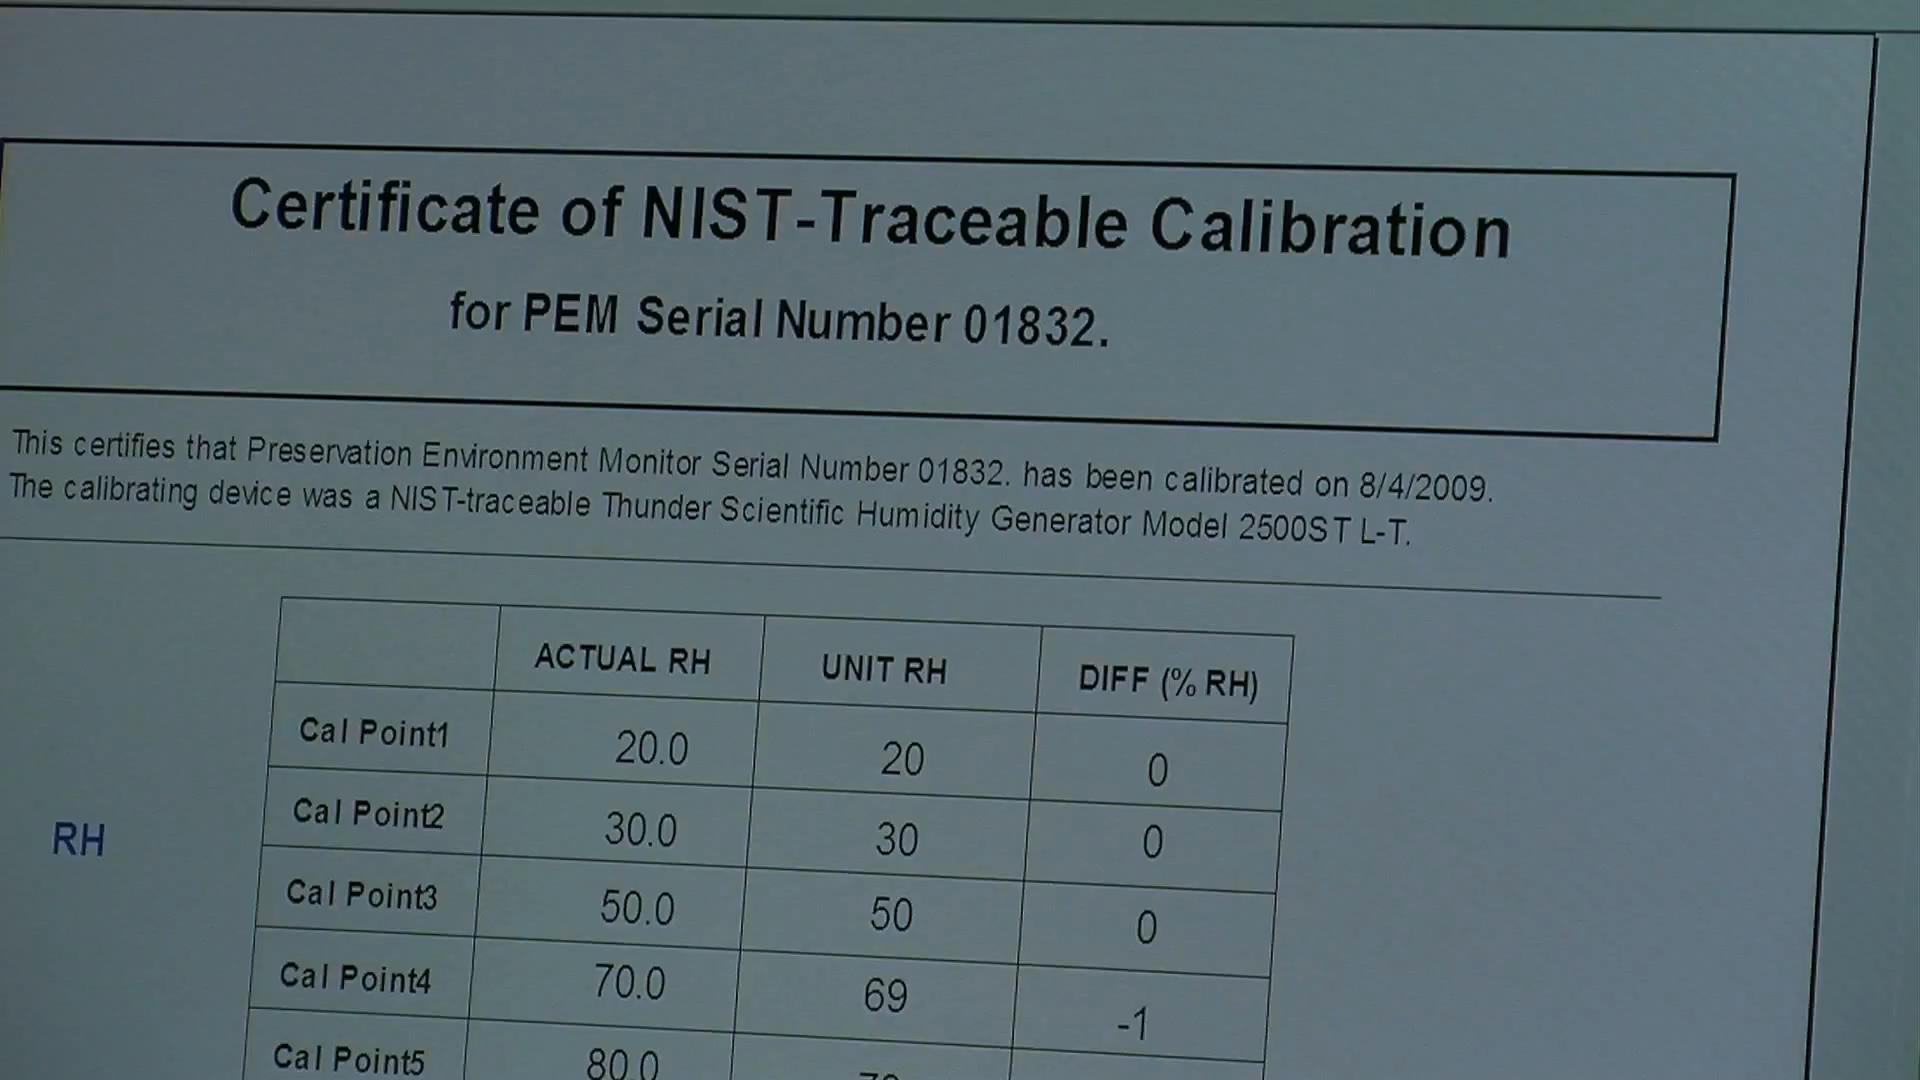 Certificate of NIST-Traceable Calibration
for PEM Serial Number 01832.
This certifies that Preservation Environment Monitor Serial Number 01832. has been calibrated on 8/4/2009.
The calibrating device was a NIST-traceable Thunder Scientific Humidity Generator Model 2500ST L-T.
ACTUAL RH UNIT RH DIFF (% RH)
Cal Point1 20.0 20 0
Cal Point2 30.0 30 0
RH
Cal Point3 50.0 50 0
Cal Point4 70.0 69 -1
Cal Point5 80.0